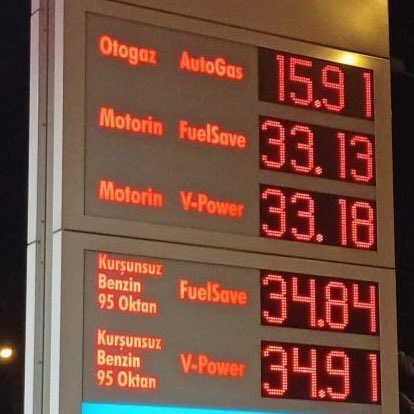 Otogaz AutoGas 15.91
Motorin FuelSave 33.13
Motorin V-Power 33.18
Kurşunsuz
Benzin FuelSave 34.84
95 Oktan
Kurşunsuz
Benzin V-Power 34.91
95 Oktan